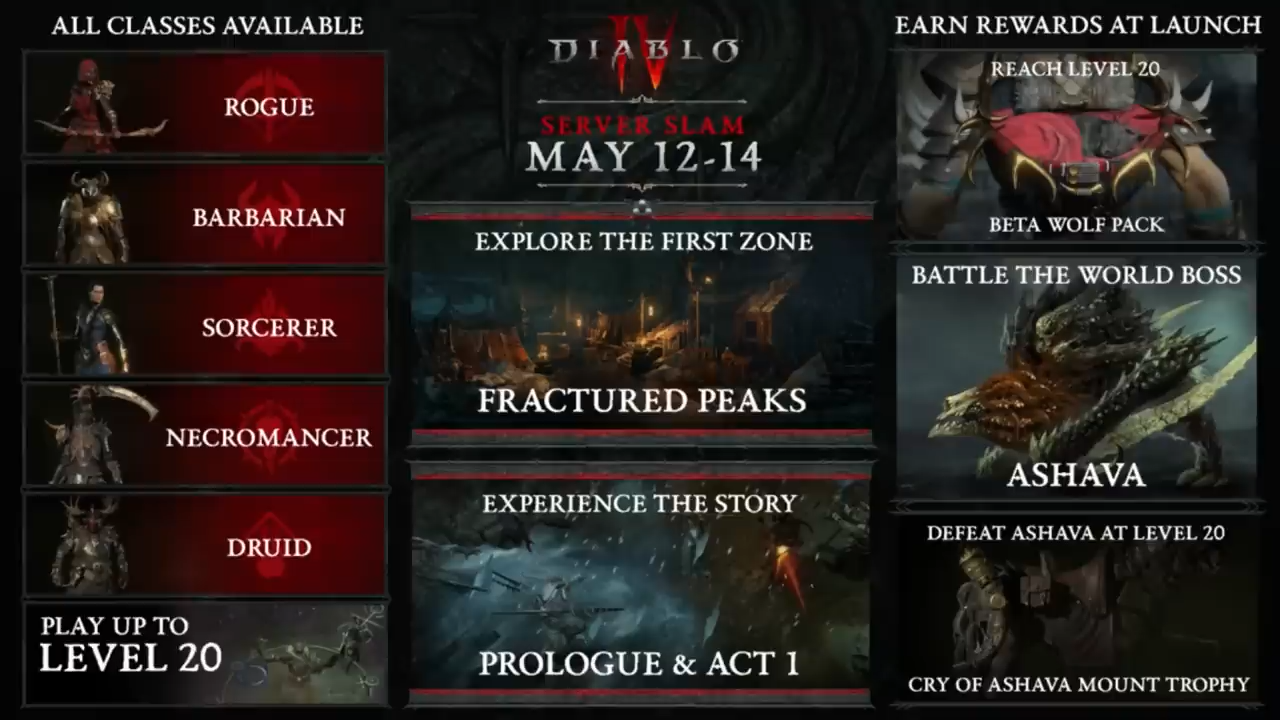 ALL CLASSES AVAILABLE
ROGUE
BARBARIAN
SORCERER
NECROMANCER
DRUID
PLAY UP TO
LEVEL 20
DIABLO
IV
SERVER SLAM
MAY 12-14
EXPLORE THE FIRST ZONE
FRACTURED PEAKS
EXPERIENCE THE STORY
PROLOGUE & ACT 1
EARN REWARDS AT LAUNCH
REACH LEVEL 20
BETA WOLF PACK
BATTLE THE WORLD BOSS
ASHAVA
DEFEAT ASHAVA AT LEVEL 20
CRY OF ASHAVA MOUNT TROPHY